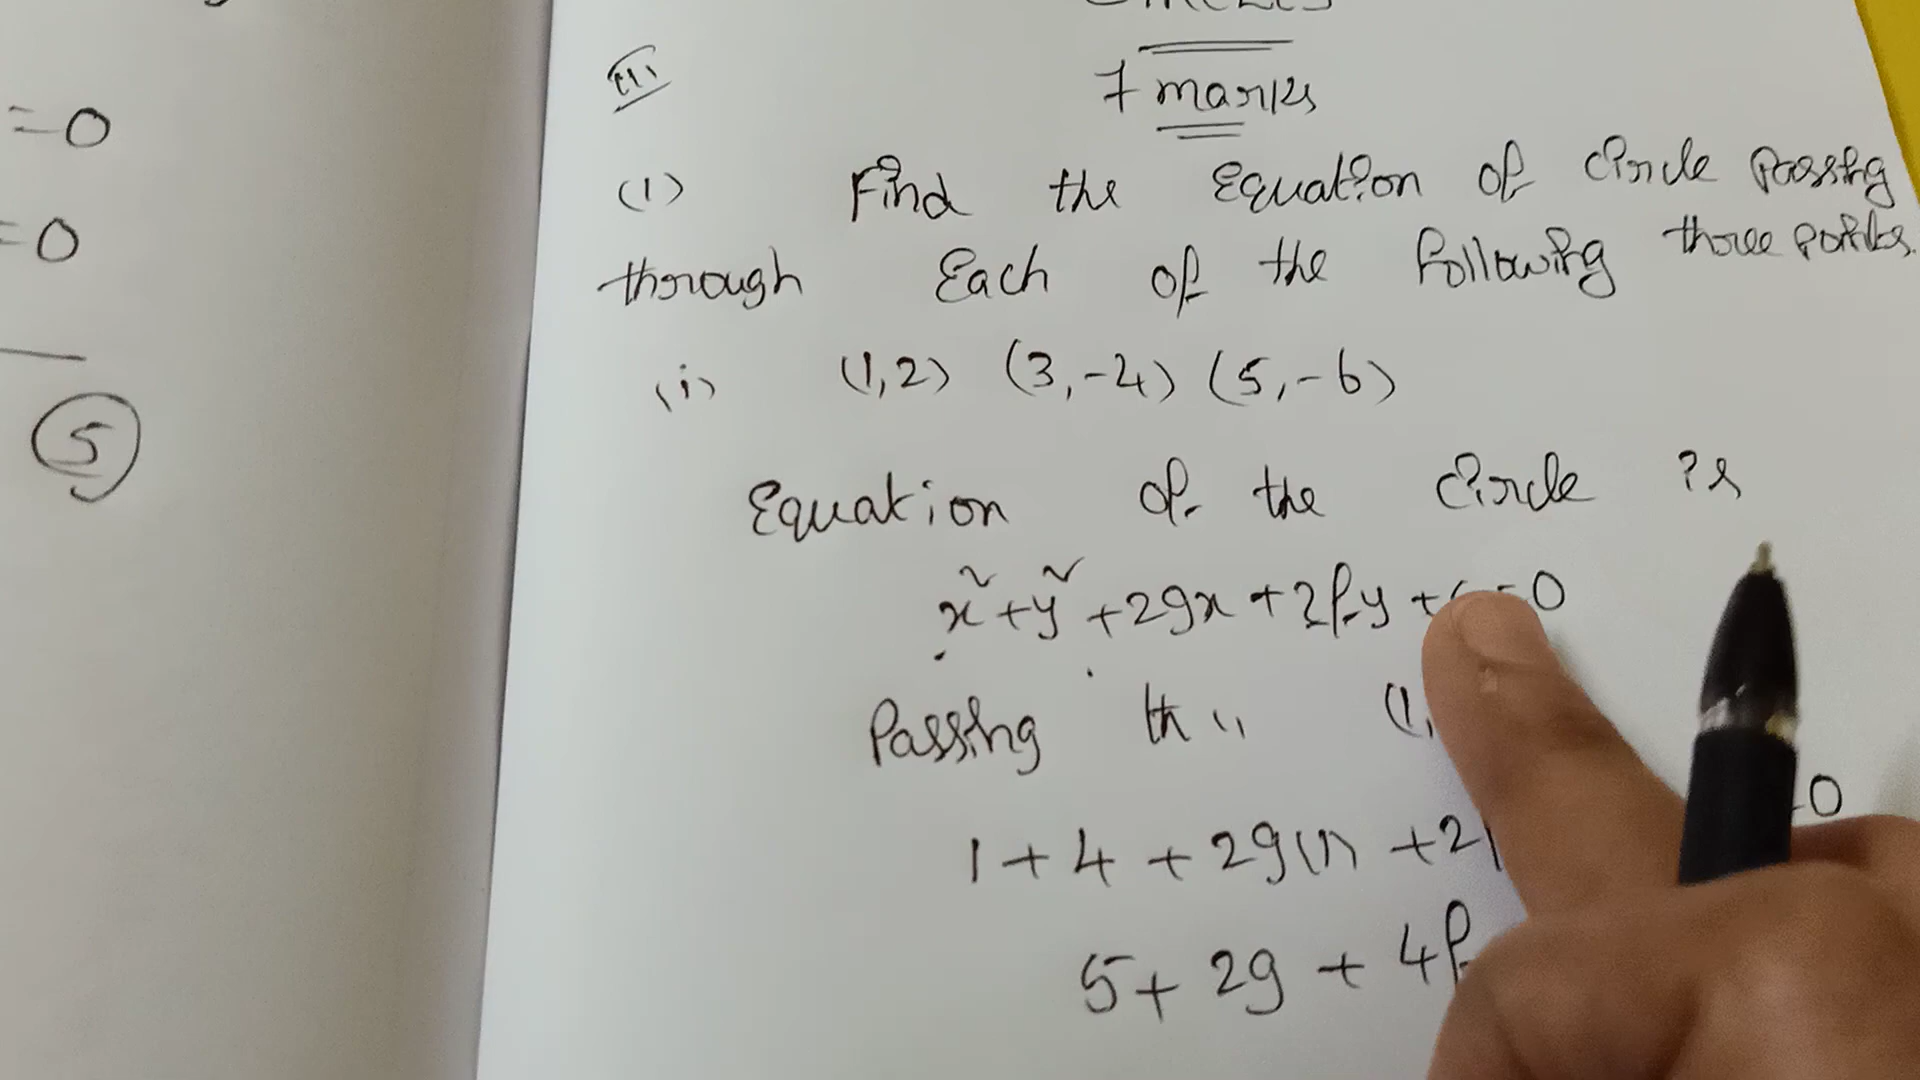 =0
=0
5
7 marks
(1) Find the Equation of circle Passing
through Each of the following three points.
(i) (1,2) (3,-4) (5,-6)
Equation of the circle is
x²+y²+2gx+2fy+c=0
Passing th (1,
1+4+2g(1)+2 =0
5+2g+4f